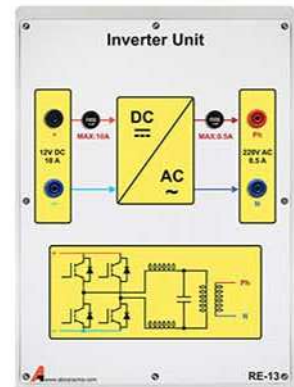 Inverter Unit
+
MAX:10A
DC
MAX:0.5A
Ph
12V DC
10 A
220V AC
0.5 A
-
AC
~
N
+
Ph
N
-
RE-13